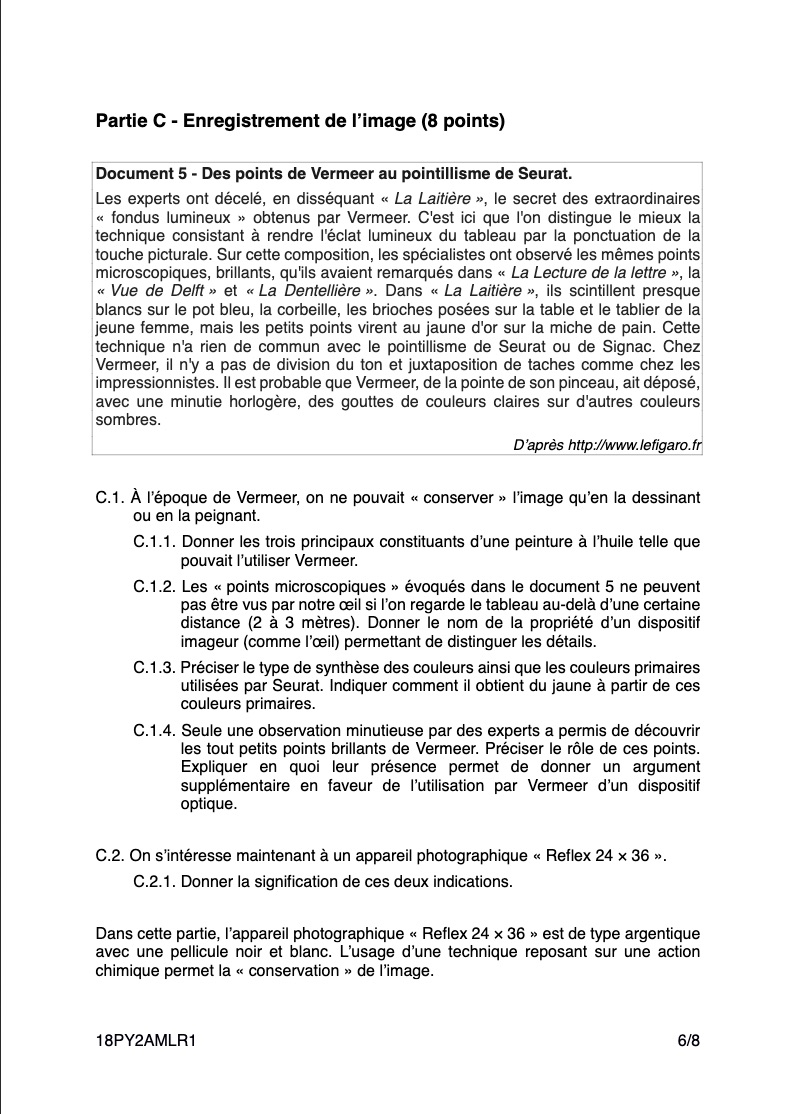 Partie C - Enregistrement de l’image (8 points)
Document 5 - Des points de Vermeer au pointillisme de Seurat.
Les experts ont décelé, en disséquant « La Laitière », le secret des extraordinaires
« fondus lumineux » obtenus par Vermeer. C'est ici que l'on distingue le mieux la
technique consistant à rendre l'éclat lumineux du tableau par la ponctuation de la
touche picturale. Sur cette composition, les spécialistes ont observé les mêmes points
microscopiques, brillants, qu'ils avaient remarqués dans « La Lecture de la lettre », la
« Vue de Delft » et « La Dentellière ». Dans « La Laitière », ils scintillent presque
blancs sur le pot bleu, la corbeille, les brioches posées sur la table et le tablier de la
jeune femme, mais les petits points virent au jaune d'or sur la miche de pain. Cette
technique n'a rien de commun avec le pointillisme de Seurat ou de Signac. Chez
Vermeer, il n'y a pas de division du ton et juxtaposition de taches comme chez les
impressionnistes. Il est probable que Vermeer, de la pointe de son pinceau, ait déposé,
avec une minutie horlogère, des gouttes de couleurs claires sur d'autres couleurs
sombres.
D’après http://www.lefigaro.fr
C.1. À l’époque de Vermeer, on ne pouvait « conserver » l’image qu’en la dessinant
ou en la peignant.
C.1.1. Donner les trois principaux constituants d’une peinture à l’huile telle que
pouvait l’utiliser Vermeer.
C.1.2. Les « points microscopiques » évoqués dans le document 5 ne peuvent
pas être vus par notre œil si l’on regarde le tableau au-delà d’une certaine
distance (2 à 3 mètres). Donner le nom de la propriété d’un dispositif
imageur (comme l’œil) permettant de distinguer les détails.
C.1.3. Préciser le type de synthèse des couleurs ainsi que les couleurs primaires
utilisées par Seurat. Indiquer comment il obtient du jaune à partir de ces
couleurs primaires.
C.1.4. Seule une observation minutieuse par des experts a permis de découvrir
les tout petits points brillants de Vermeer. Préciser le rôle de ces points.
Expliquer en quoi leur présence permet de donner un argument
supplémentaire en faveur de l’utilisation par Vermeer d’un dispositif
optique.
C.2. On s’intéresse maintenant à un appareil photographique « Reflex 24 × 36 ».
C.2.1. Donner la signification de ces deux indications.
Dans cette partie, l’appareil photographique « Reflex 24 × 36 » est de type argentique
avec une pellicule noir et blanc. L’usage d’une technique reposant sur une action
chimique permet la « conservation » de l’image.
18PY2AMLR1
6/8